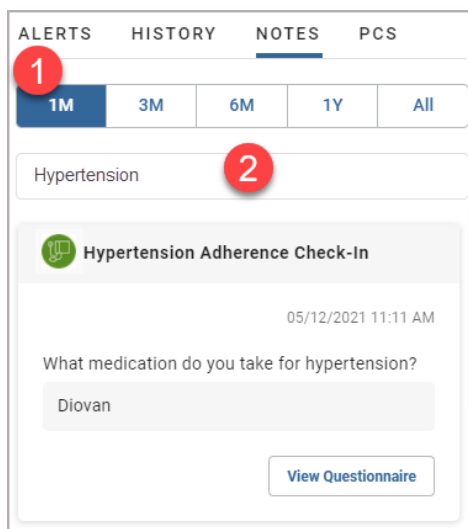 ALERTS HISTORY NOTES PCS
1
1M 3M 6M 1Y All
Hypertension 2
Hypertension Adherence Check-In
05/12/2021 11:11 AM
What medication do you take for hypertension?
Diovan
View Questionnaire